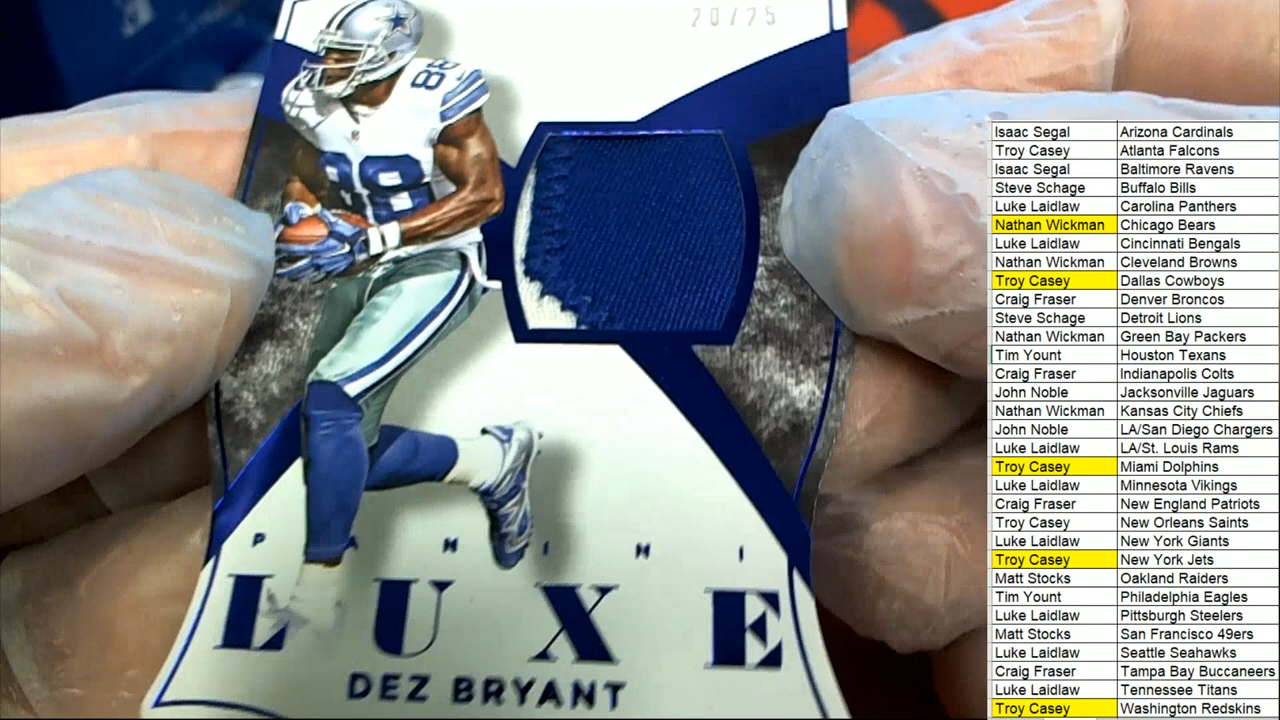 20/25
88
88
PANINI
LUXE
DEZ BRYANT
Isaac Segal Arizona Cardinals
Troy Casey Atlanta Falcons
Isaac Segal Baltimore Ravens
Steve Schage Buffalo Bills
Luke Laidlaw Carolina Panthers
Nathan Wickman Chicago Bears
Luke Laidlaw Cincinnati Bengals
Nathan Wickman Cleveland Browns
Troy Casey Dallas Cowboys
Craig Fraser Denver Broncos
Steve Schage Detroit Lions
Nathan Wickman Green Bay Packers
Tim Yount Houston Texans
Craig Fraser Indianapolis Colts
John Noble Jacksonville Jaguars
Nathan Wickman Kansas City Chiefs
John Noble LA/San Diego Chargers
Luke Laidlaw LA/St. Louis Rams
Troy Casey Miami Dolphins
Luke Laidlaw Minnesota Vikings
Craig Fraser New England Patriots
Troy Casey New Orleans Saints
Luke Laidlaw New York Giants
Troy Casey New York Jets
Matt Stocks Oakland Raiders
Tim Yount Philadelphia Eagles
Luke Laidlaw Pittsburgh Steelers
Matt Stocks San Francisco 49ers
Luke Laidlaw Seattle Seahawks
Craig Fraser Tampa Bay Buccaneers
Luke Laidlaw Tennessee Titans
Troy Casey Washington Redskins